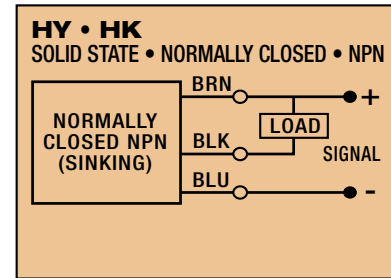 HY • HK
SOLID STATE • NORMALLY CLOSED • NPN
BRN
+
NORMALLY
CLOSED NPN
(SINKING)
LOAD
BLK
SIGNAL
BLU
-